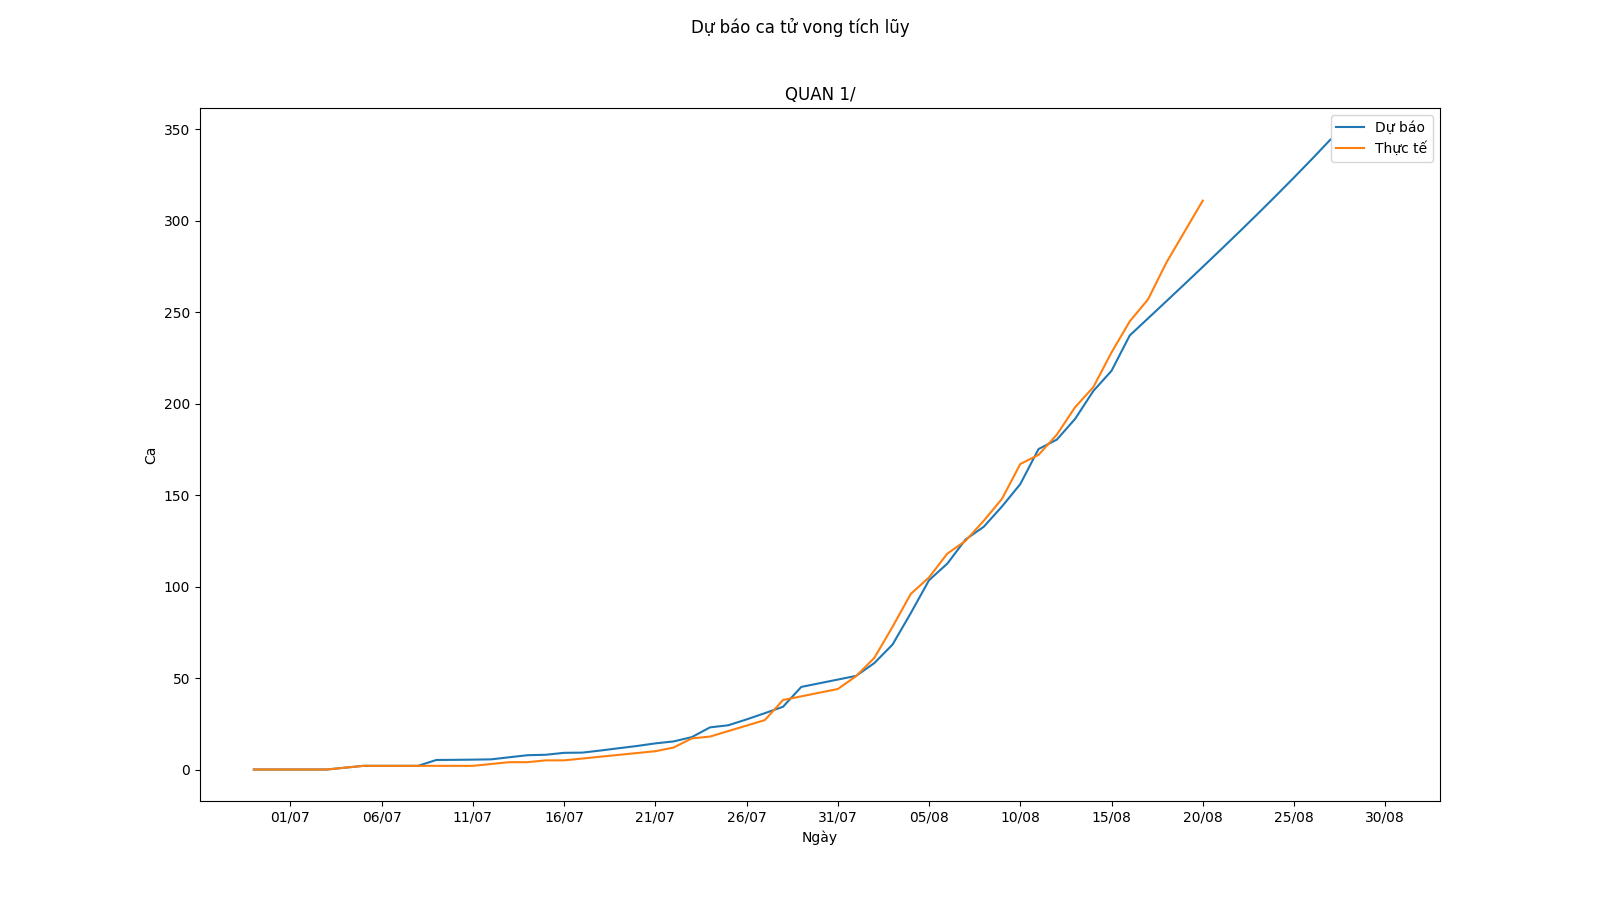 Dự báo ca tử vong tích lũy
QUAN 1/
Dự báo
Thực tế
350
300
250
200
150
100
50
0
Ca
01/07 06/07 11/07 16/07 21/07 26/07 31/07 05/08 10/08 15/08 20/08 25/08 30/08
Ngày